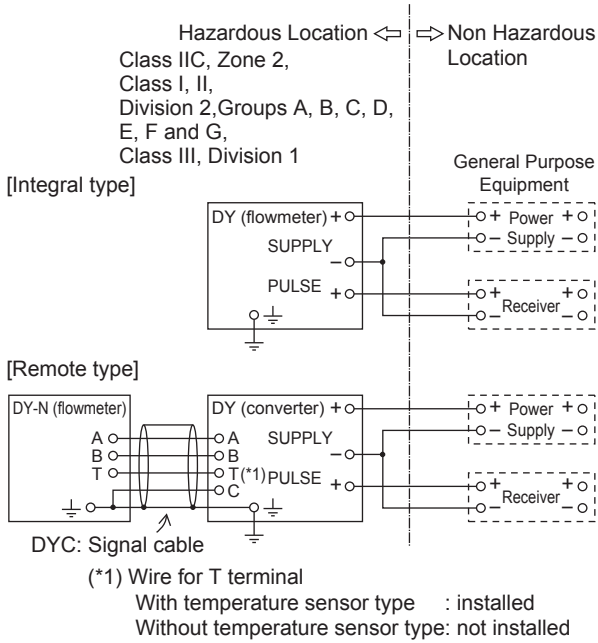 Hazardous Location ⇦ ⇨ Non Hazardous
Location
Class IIC, Zone 2,
Class I, II,
Division 2,Groups A, B, C, D,
E, F and G,
Class III, Division 1
General Purpose
Equipment
[Integral type]
DY (flowmeter) +
SUPPLY
−
PULSE +
+ Power +
− Supply −
+ Receiver +
− −
[Remote type]
DY-N (flowmeter)
A
B
T
DY (converter) +
A SUPPLY
B −
T(*1) PULSE +
C
+ Power +
− Supply −
+ Receiver +
− −
DYC: Signal cable
(*1) Wire for T terminal
With temperature sensor type : installed
Without temperature sensor type: not installed